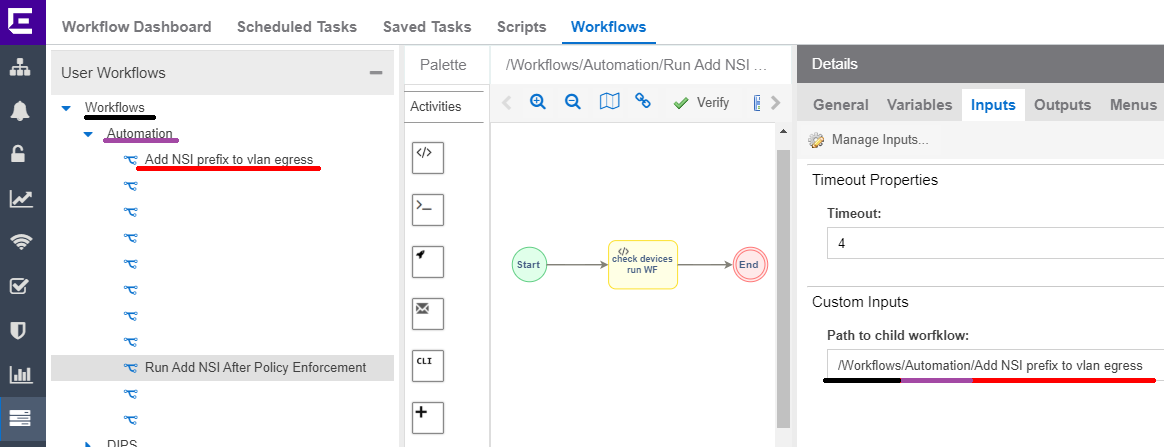 Workflow Dashboard Scheduled Tasks Saved Tasks Scripts Workflows
User Workflows
Workflows
Automation
Add NSI prefix to vlan egress
Run Add NSI After Policy Enforcement
DIPS
Palette
Activities
CLI
/Workflows/Automation/Run Add NSI ...
Verify
Start
check devices
run WF
End
Details
General Variables Inputs Outputs Menus
Manage Inputs...
Timeout Properties
Timeout:
4
Custom Inputs
Path to child worfklow:
/Workflows/Automation/Add NSI prefix to vlan egress